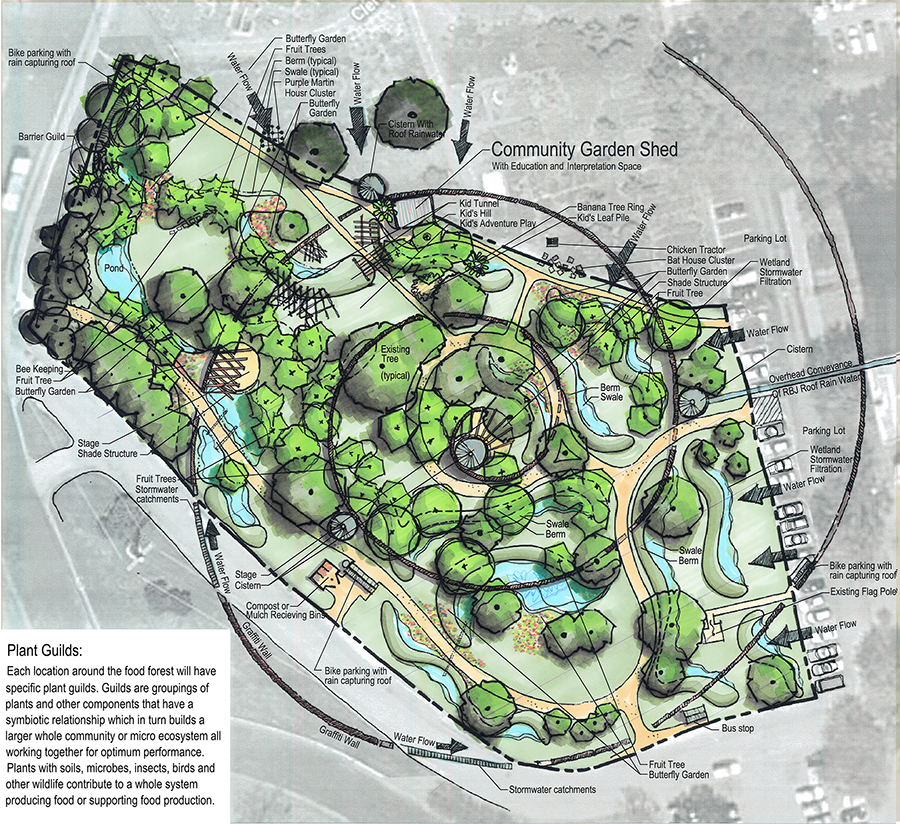 Bike parking with
rain capturing roof
Butterfly Garden
Fruit Trees
Berm (typical)
Swale (typical)
Purple Martin
Housr Cluster
Butterfly
Garden
Water Flow
Water Flow
Water Flow
Barrier Guild
Cistern With
Roof Rainwater
Community Garden Shed
With Education and Interpretation Space
Kid Tunnel
Kid's Hill
Kid's Adventure Play
Banana Tree Ring
Kid's Leaf Pile
Water Flow
Chicken Tractor
Bat House Cluster
Butterfly Garden
Shade Structure
Fruit Tree
Parking Lot
Wetland
Stormwater
Filtration
Pond
Water Flow
Cistern
Existing
Tree
(typical)
Bee Keeping
Fruit Tree
Butterfly Garden
Overhead Conveyance
Of RBJ Roof Rain Water
Berm
Swale
Stage
Shade Structure
Parking Lot
Wetland
Stormwater
Filtration
Fruit Trees
Stormwater
catchments
Water Flow
Swale
Berm
Swale
Berm
Water Flow
Stage
Cistern
Bike parking with
rain capturing roof
Existing Flag Pole
Compost or
Mulch Recieving Bins
Water Flow
Graffiti Wall
Bike parking with
rain capturing roof
Bus stop
Graffiti Wall
Water Flow
Fruit Tree
Butterfly Garden
Stormwater catchments
Plant Guilds:
Each location around the food forest will have
specific plant guilds. Guilds are groupings of
plants and other components that have a
symbiotic relationship which in turn builds a
larger whole community or micro ecosystem all
working together for optimum performance.
Plants with soils, microbes, insects, birds and
other wildlife contribute to a whole system
producing food or supporting food production.